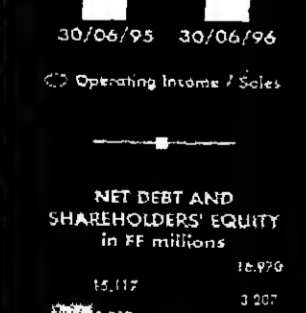 30/06/95 30/06/96
Operating Income / Sales
NET DEBT AND
SHAREHOLDERS' EQUITY
in FF millions
16.970
15.117
3 207